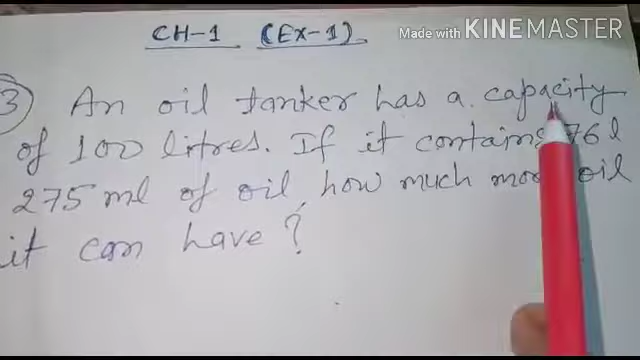 CH-1 (EX-1)
Made with KINEMASTER
3) An oil tanker has a capacity
of 100 litres. If it contains 76 l
275 ml of oil, how much more oil
it can have?